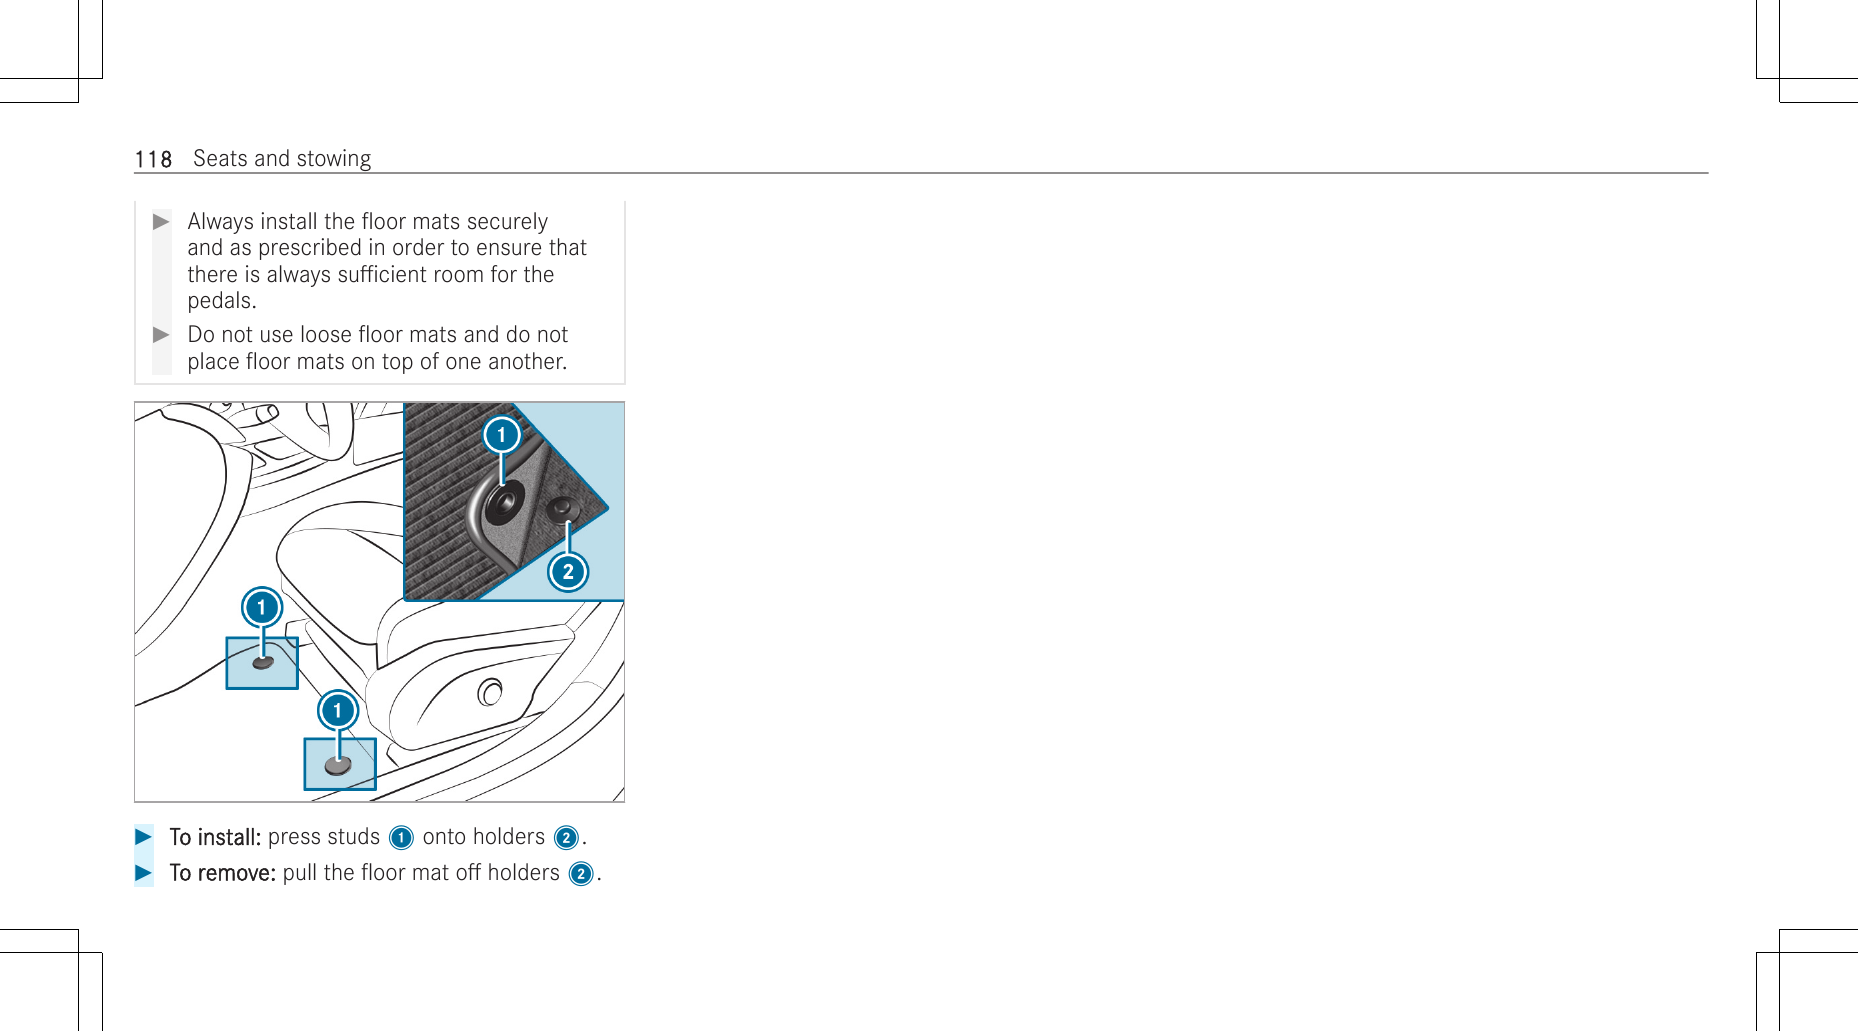 118 Seats and stowing
▶ Always install the floor mats securely
and as prescribed in order to ensure that
there is always sufficient room for the
pedals.
▶ Do not use loose floor mats and do not
place floor mats on top of one another.
1
2
1
1
▶ To install: press studs 1 onto holders 2.
▶ To remove: pull the floor mat off holders 2.